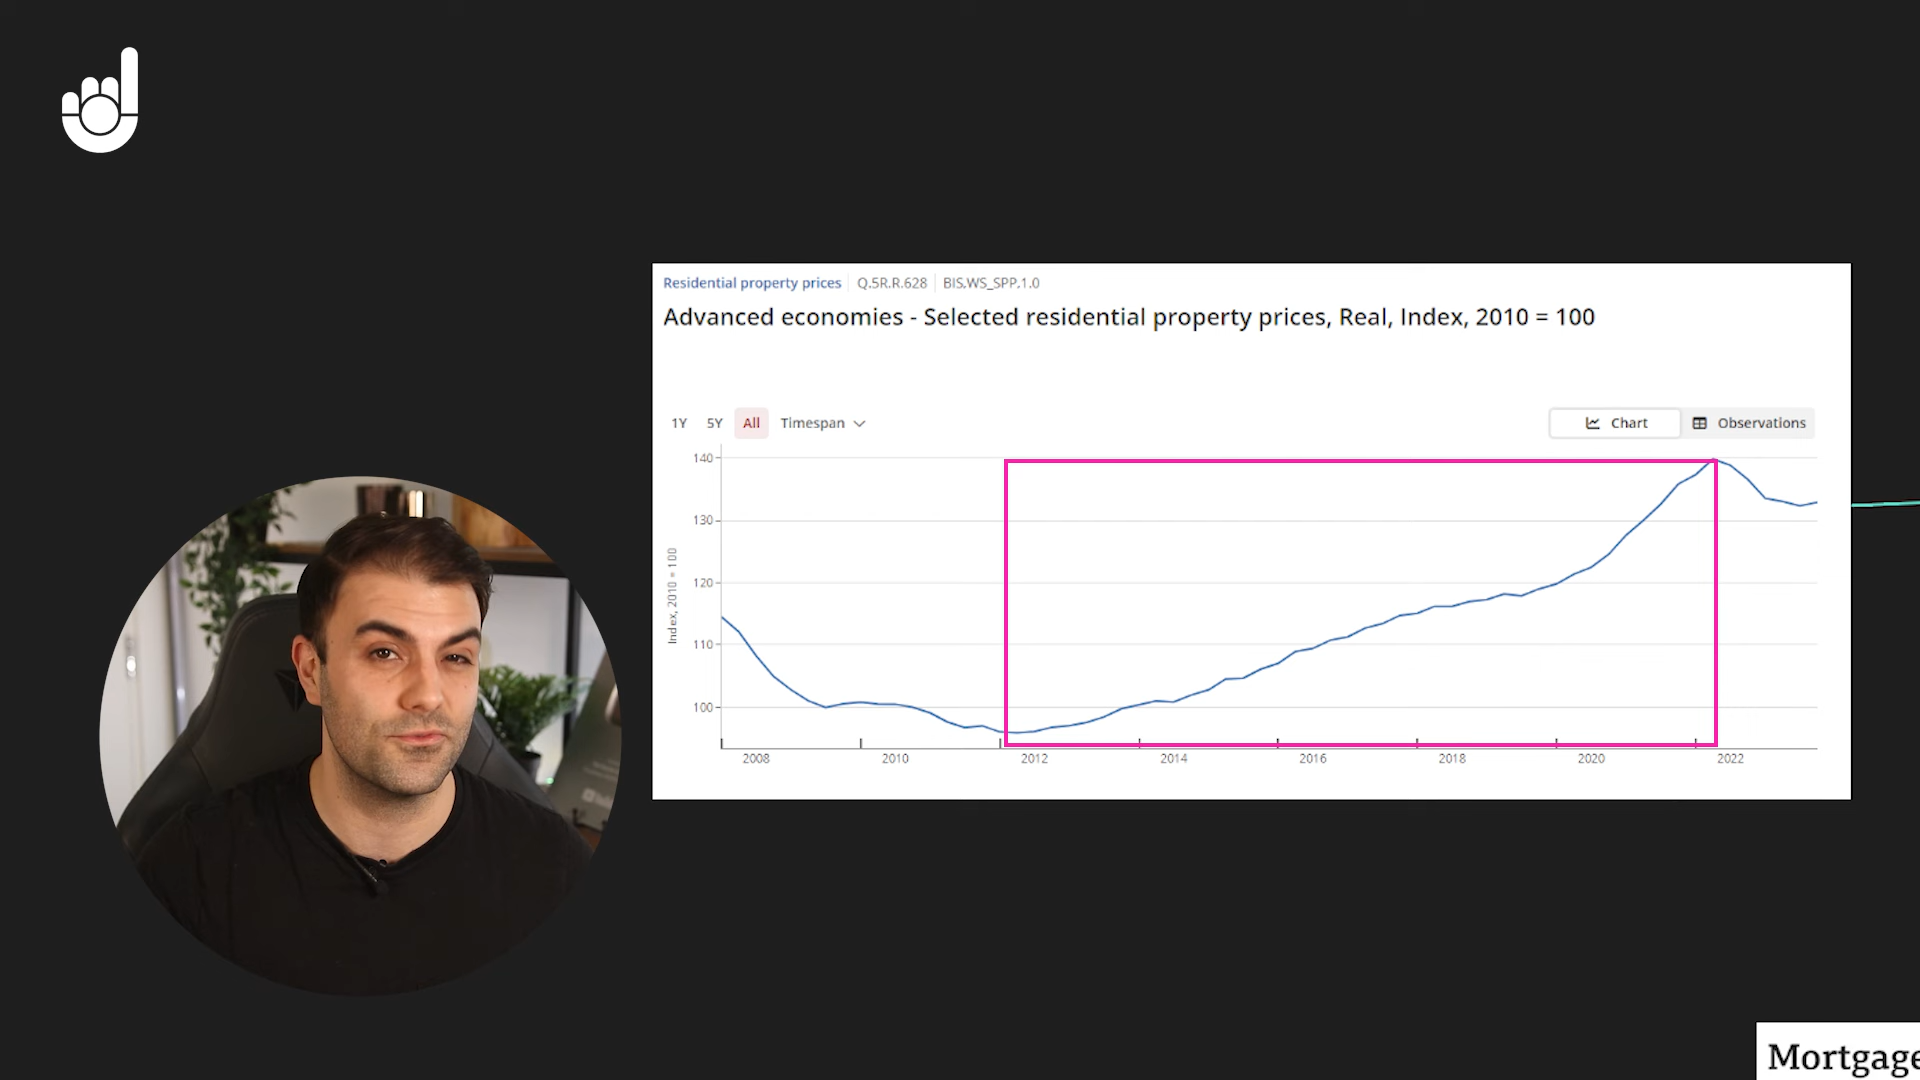 Residential property prices Q.5R.R.628 BIS,WS_SPP,1.0
Advanced economies - Selected residential property prices, Real, Index, 2010 = 100
1Y 5Y All Timespan Chart Observations
Index, 2010 = 100
140
130
120
110
100
2008 2010 2012 2014 2016 2018 2020 2022
Mortgage